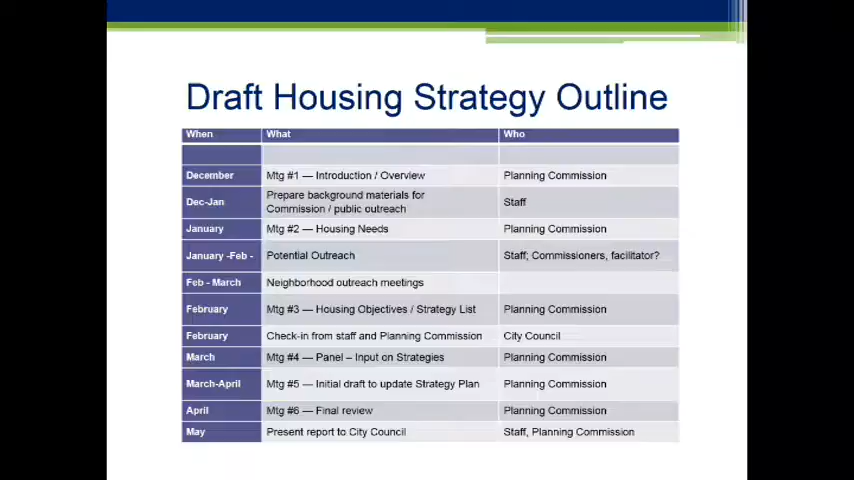 Draft Housing Strategy Outline
When What Who
December Mtg #1 — Introduction / Overview Planning Commission
Dec-Jan Prepare background materials for Commission / public outreach Staff
January Mtg #2 — Housing Needs Planning Commission
January -Feb - Potential Outreach Staff; Commissioners, facilitator?
Feb - March Neighborhood outreach meetings
February Mtg #3 — Housing Objectives / Strategy List Planning Commission
February Check-in from staff and Planning Commission City Council
March Mtg #4 — Panel – Input on Strategies Planning Commission
March-April Mtg #5 — Initial draft to update Strategy Plan Planning Commission
April Mtg #6 — Final review Planning Commission
May Present report to City Council Staff, Planning Commission